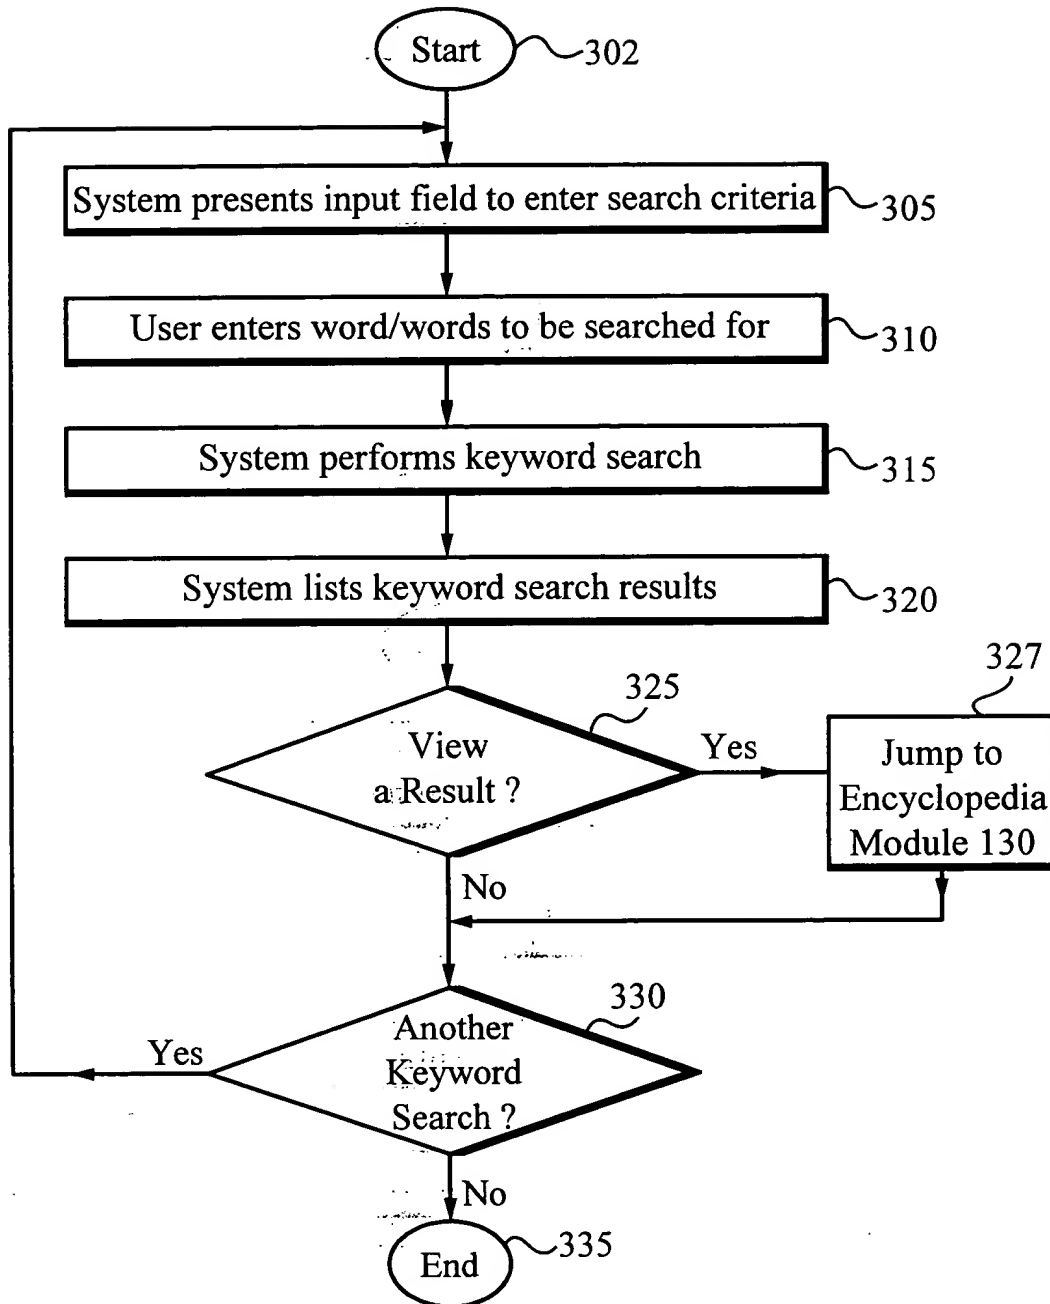 Start
302
System presents input field to enter search criteria
305
User enters word/words to be searched for
310
System performs keyword search
315
System lists keyword search results
320
325
327
View
a Result ?
Yes
Jump to
Encyclopedia
Module 130
No
330
Another
Keyword
Search ?
Yes
No
End
335